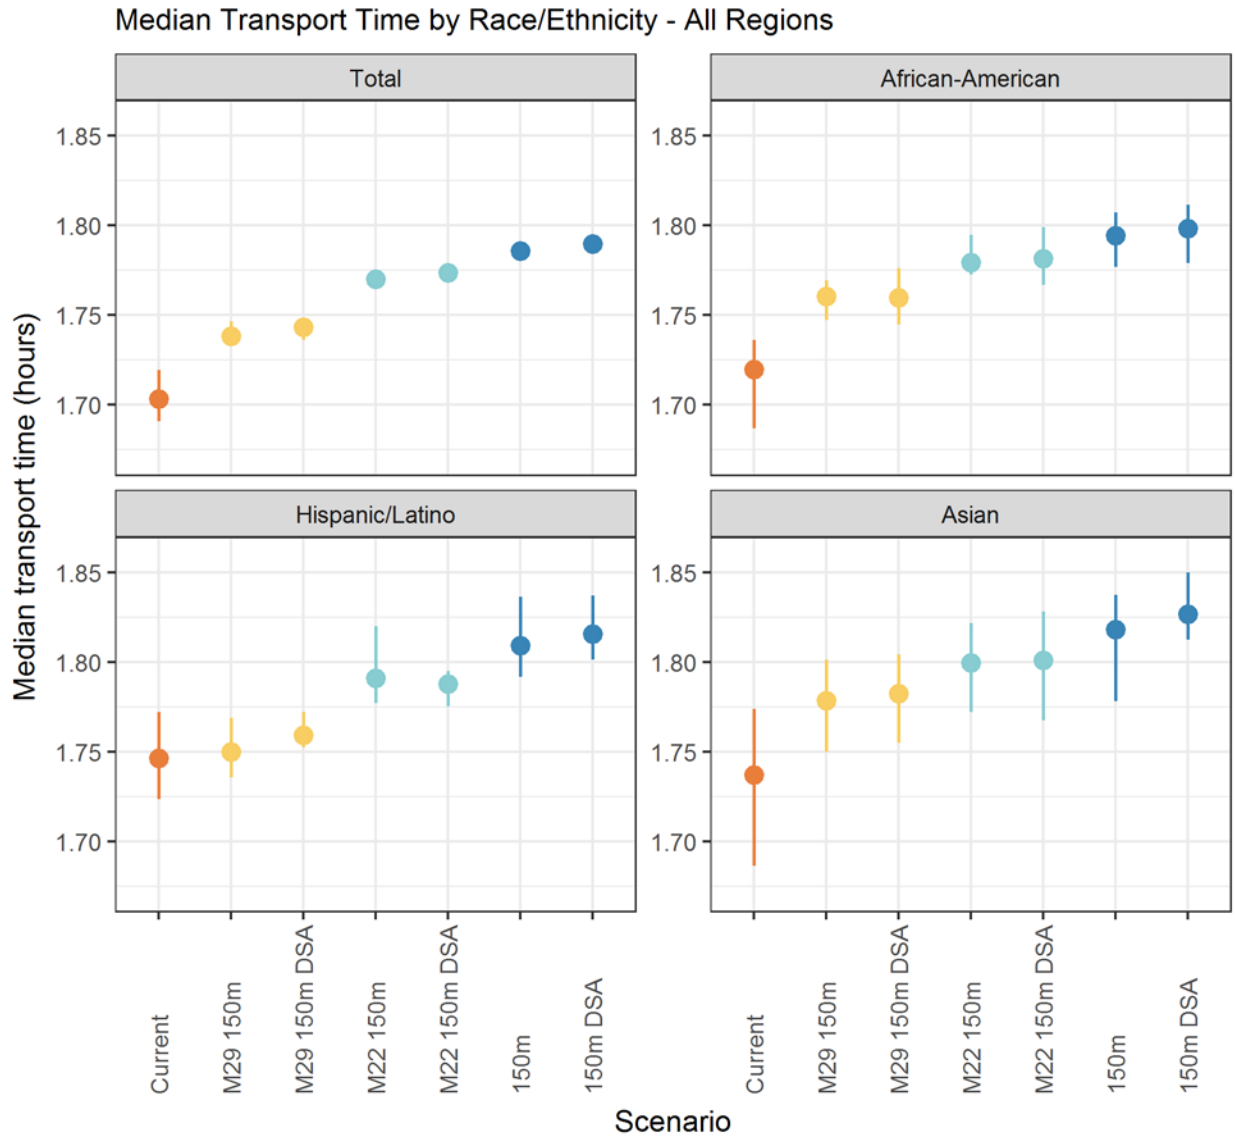 Median Transport Time by Race/Ethnicity - All Regions
Total
African-American
1.85
1.80
1.75
1.70
1.85
1.80
1.75
1.70
Hispanic/Latino
Asian
1.85
1.80
1.75
1.70
1.85
1.80
1.75
1.70
Median transport time (hours)
Current
M29 150m
M29 150m DSA
M22 150m
M22 150m DSA
150m
150m DSA
Current
M29 150m
M29 150m DSA
M22 150m
M22 150m DSA
150m
150m DSA
Scenario